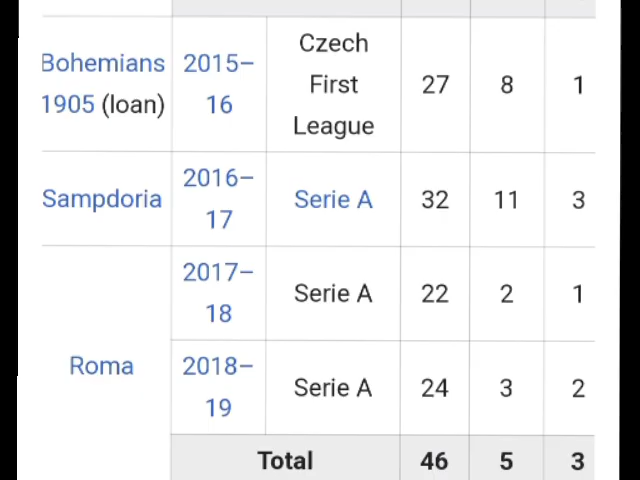 Bohemians 1905 (loan) 2015–16 Czech First League 27 8 1
Sampdoria 2016–17 Serie A 32 11 3
Roma 2017–18 Serie A 22 2 1
2018–19 Serie A 24 3 2
Total 46 5 3